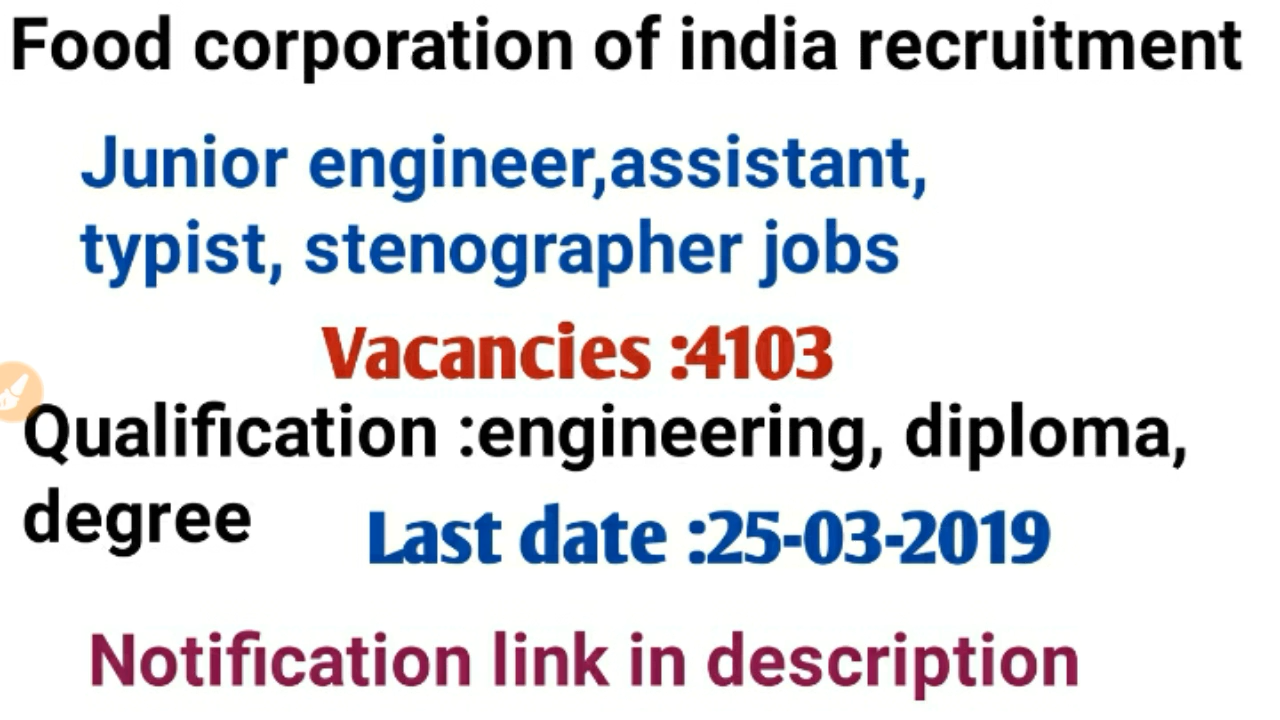 Food corporation of india recruitment
Junior engineer,assistant,
typist, stenographer jobs
Vacancies :4103
Qualification :engineering, diploma,
degree
Last date :25-03-2019
Notification link in description